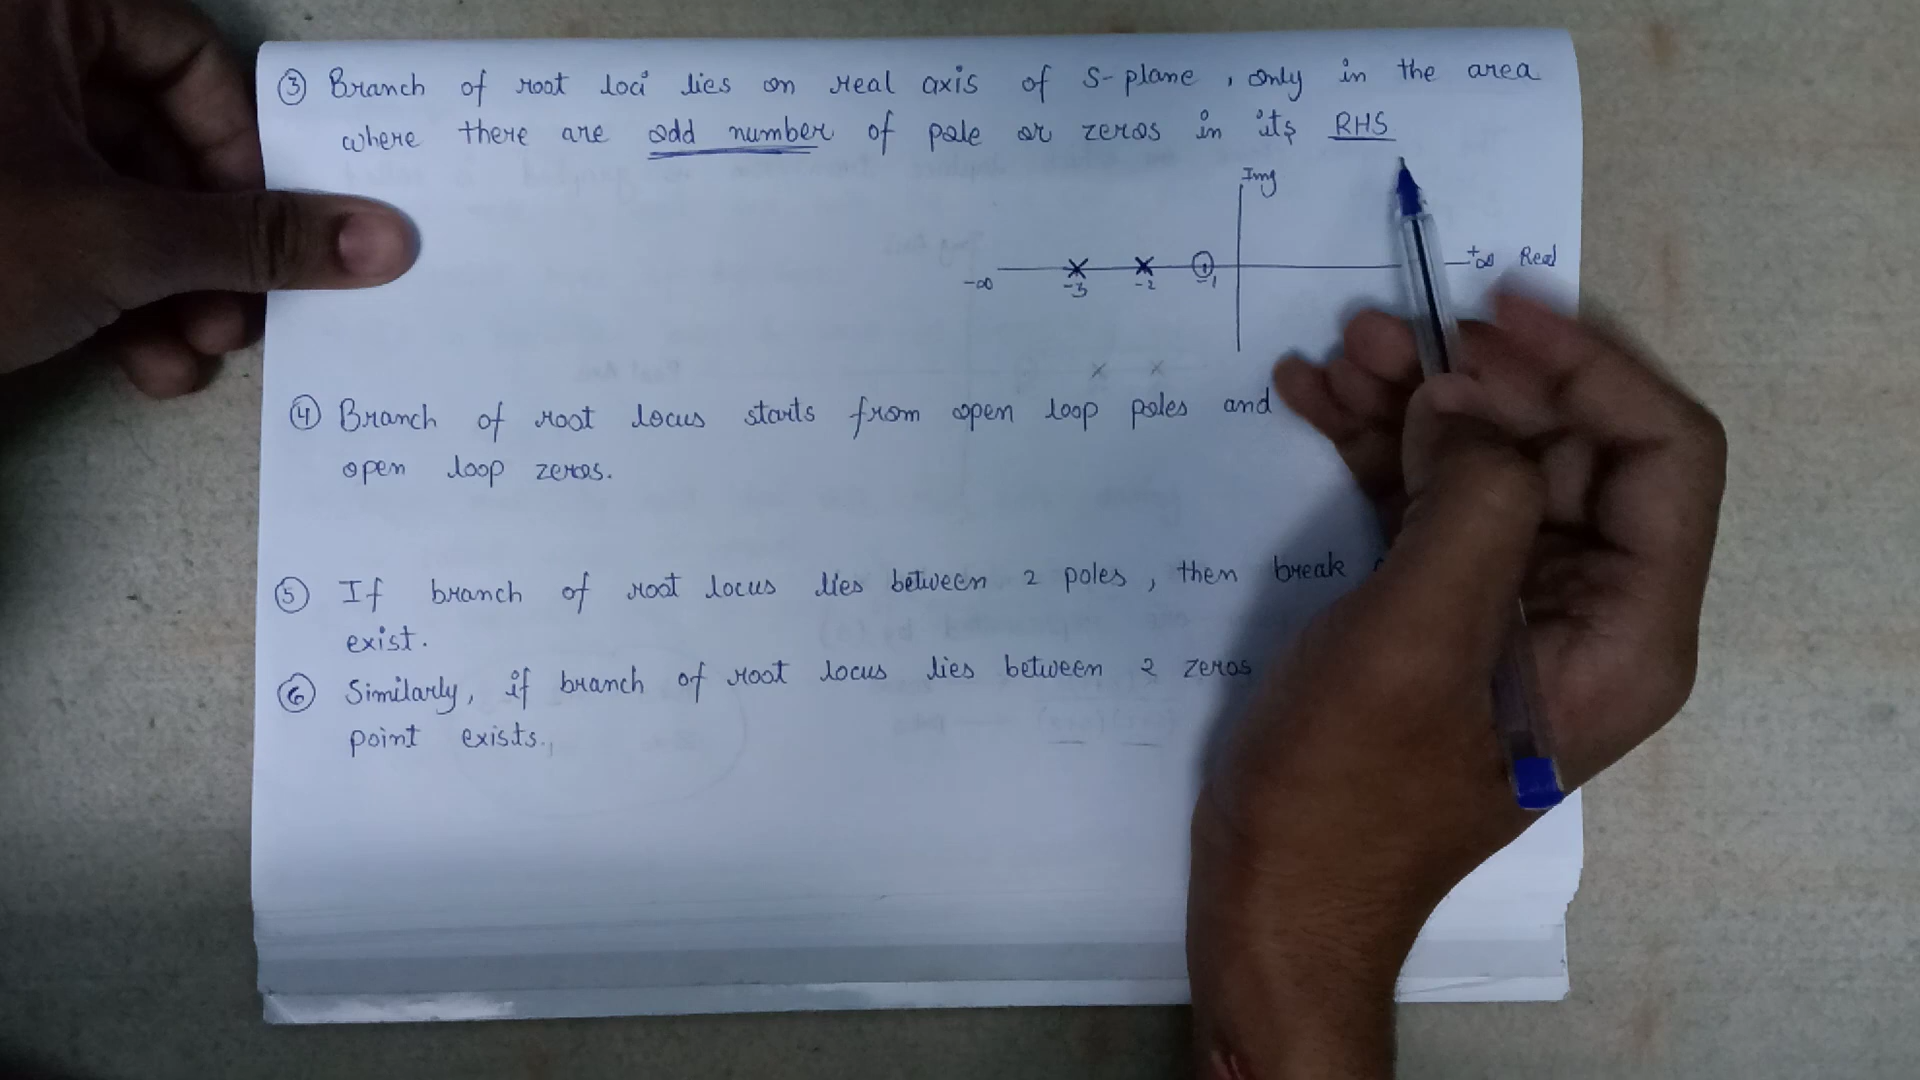 ③ Branch of root loci lies on real axis of s-plane, only in the area
where there are odd number of pole or zeros in its RHS
Img
-∞ -3 -2 -1 +∞ Real
④ Branch of root locus starts from open loop poles and
open loop zeros.
⑤ If branch of root locus lies between 2 poles, then break
exist.
⑥ Similarly, if branch of root locus lies between 2 zeros
point exists.